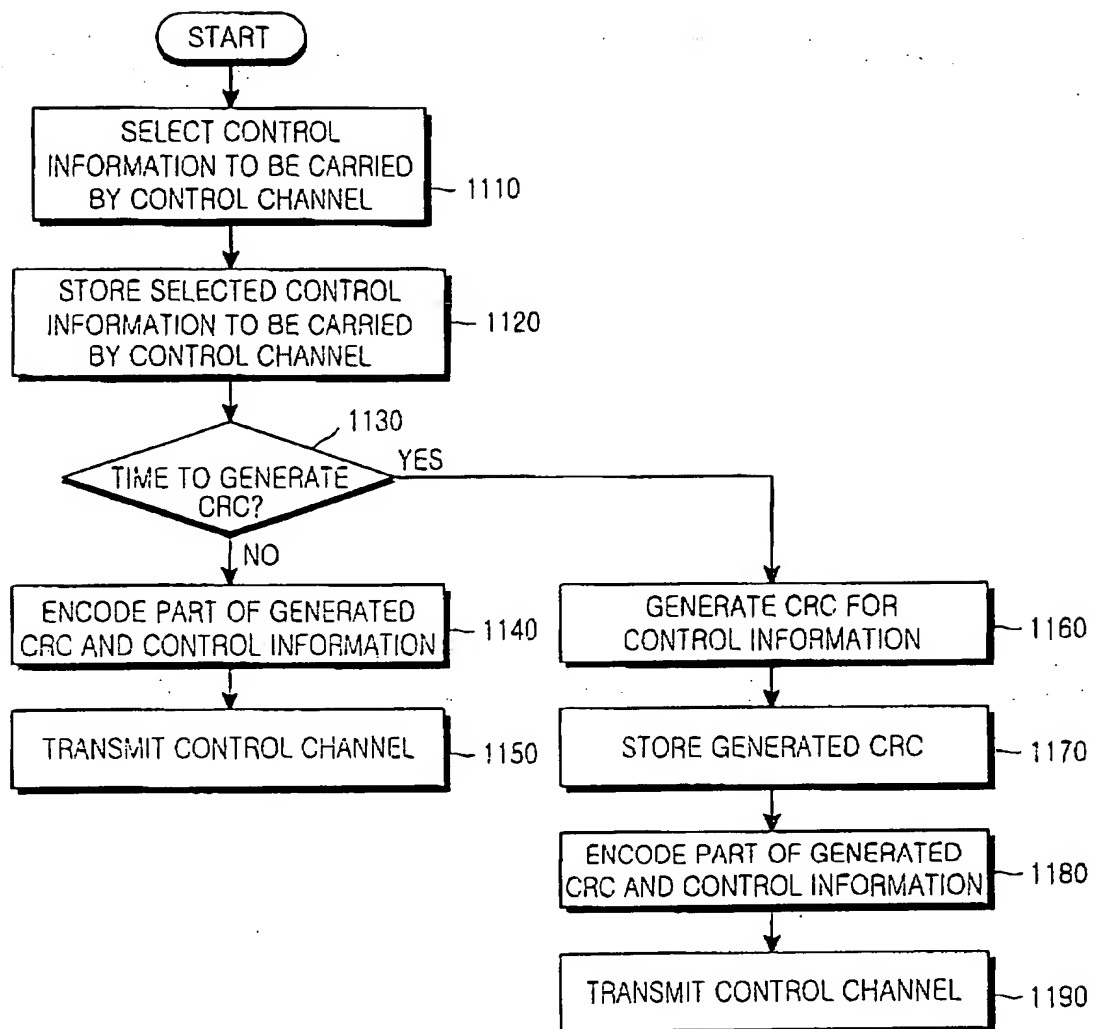 START
SELECT CONTROL
INFORMATION TO BE CARRIED
BY CONTROL CHANNEL
1110
STORE SELECTED CONTROL
INFORMATION TO BE CARRIED
BY CONTROL CHANNEL
1120
1130
TIME TO GENERATE
CRC?
YES
NO
ENCODE PART OF GENERATED
CRC AND CONTROL INFORMATION
1140
TRANSMIT CONTROL CHANNEL
1150
GENERATE CRC FOR
CONTROL INFORMATION
1160
STORE GENERATED CRC
1170
ENCODE PART OF GENERATED
CRC AND CONTROL INFORMATION
1180
TRANSMIT CONTROL CHANNEL
1190